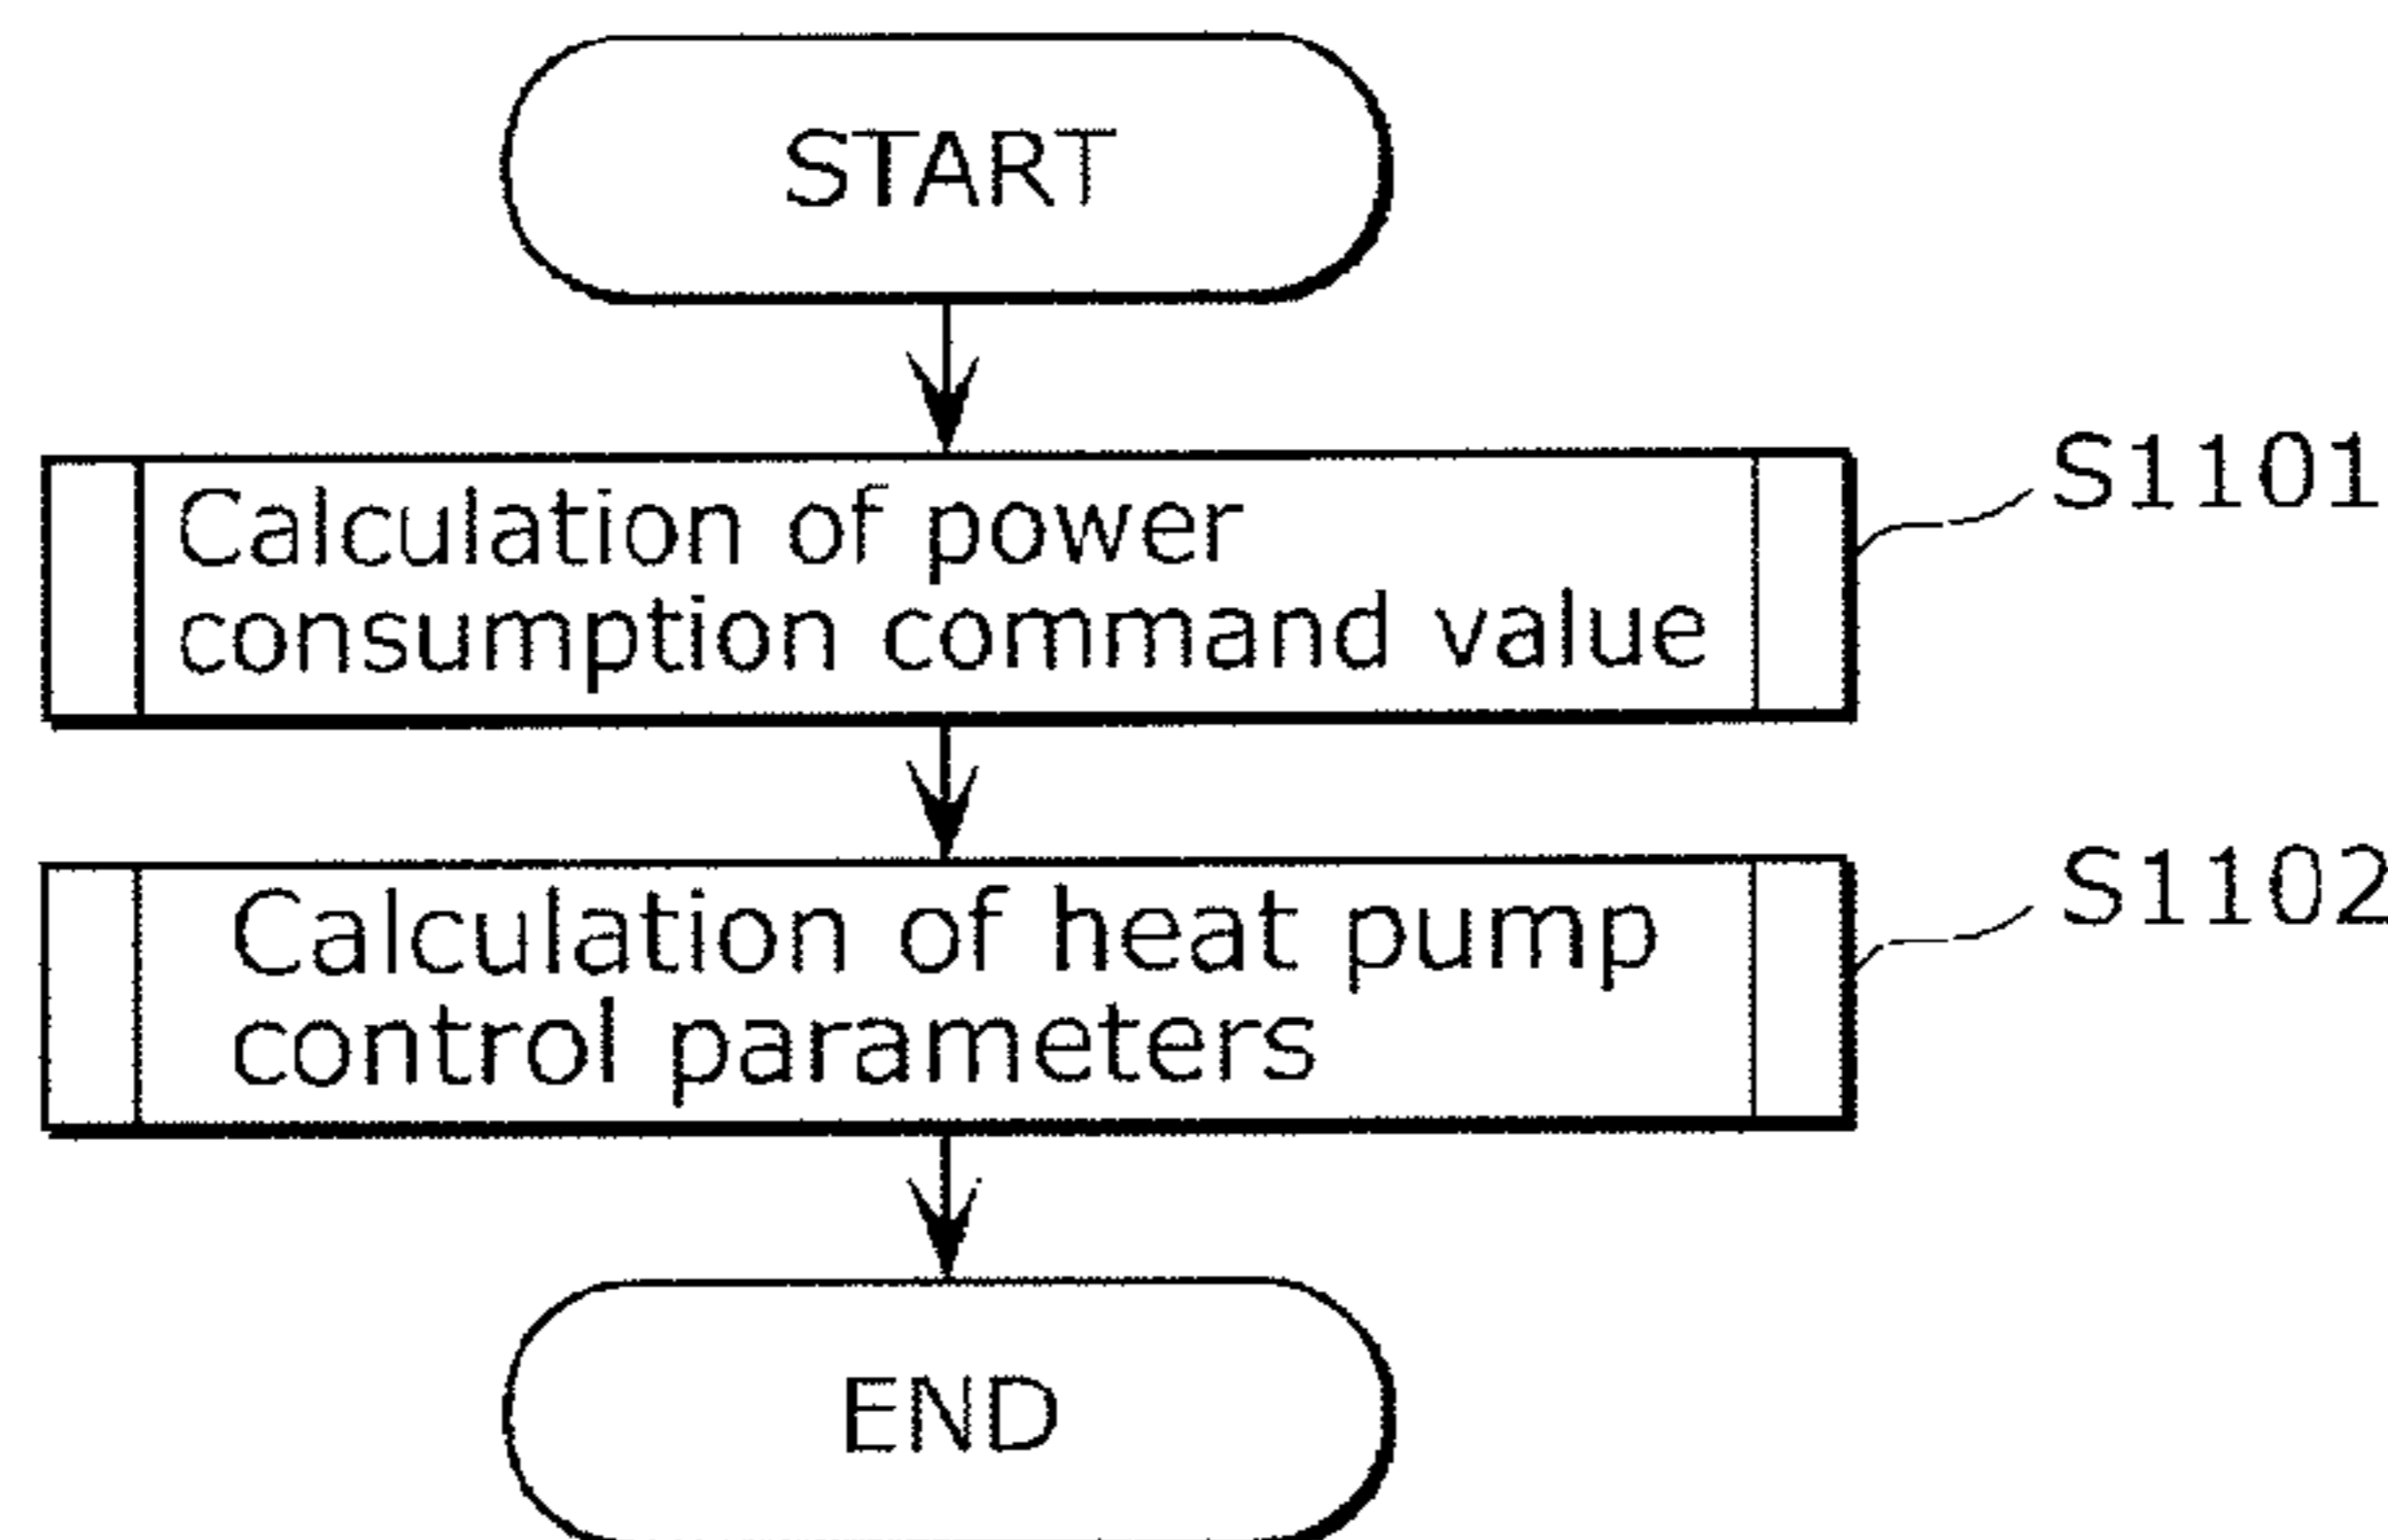 START
Calculation of power
consumption command value
S1101
Calculation of heat pump
control parameters
S1102
END